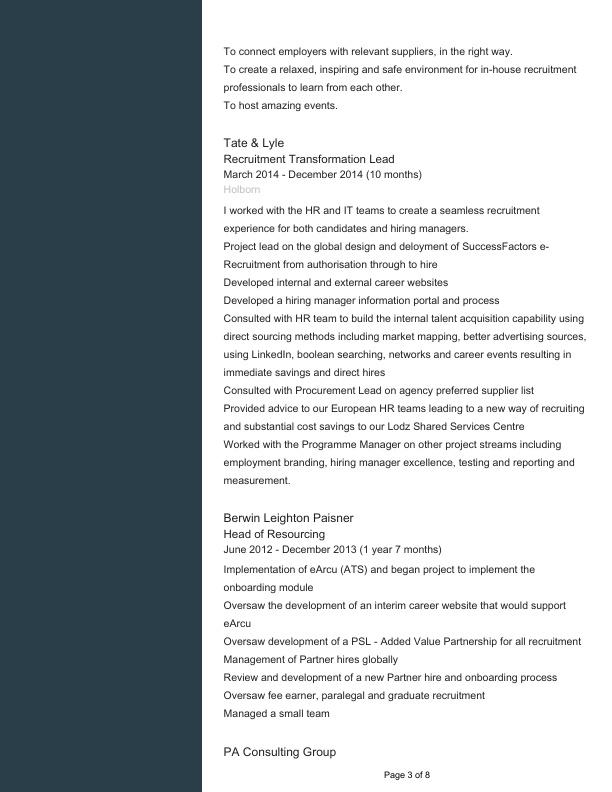 To connect employers with relevant suppliers, in the right way.
To create a relaxed, inspiring and safe environment for in-house recruitment
professionals to learn from each other.
To host amazing events.
Tate & Lyle
Recruitment Transformation Lead
March 2014 - December 2014 (10 months)
Holborn
I worked with the HR and IT teams to create a seamless recruitment
experience for both candidates and hiring managers.
Project lead on the global design and deloyment of SuccessFactors e-
Recruitment from authorisation through to hire
Developed internal and external career websites
Developed a hiring manager information portal and process
Consulted with HR team to build the internal talent acquisition capability using
direct sourcing methods including market mapping, better advertising sources,
using LinkedIn, boolean searching, networks and career events resulting in
immediate savings and direct hires
Consulted with Procurement Lead on agency preferred supplier list
Provided advice to our European HR teams leading to a new way of recruiting
and substantial cost savings to our Lodz Shared Services Centre
Worked with the Programme Manager on other project streams including
employment branding, hiring manager excellence, testing and reporting and
measurement.
Berwin Leighton Paisner
Head of Resourcing
June 2012 - December 2013 (1 year 7 months)
Implementation of eArcu (ATS) and began project to implement the
onboarding module
Oversaw the development of an interim career website that would support
eArcu
Oversaw development of a PSL - Added Value Partnership for all recruitment
Management of Partner hires globally
Review and development of a new Partner hire and onboarding process
Oversaw fee earner, paralegal and graduate recruitment
Managed a small team
PA Consulting Group
Page 3 of 8